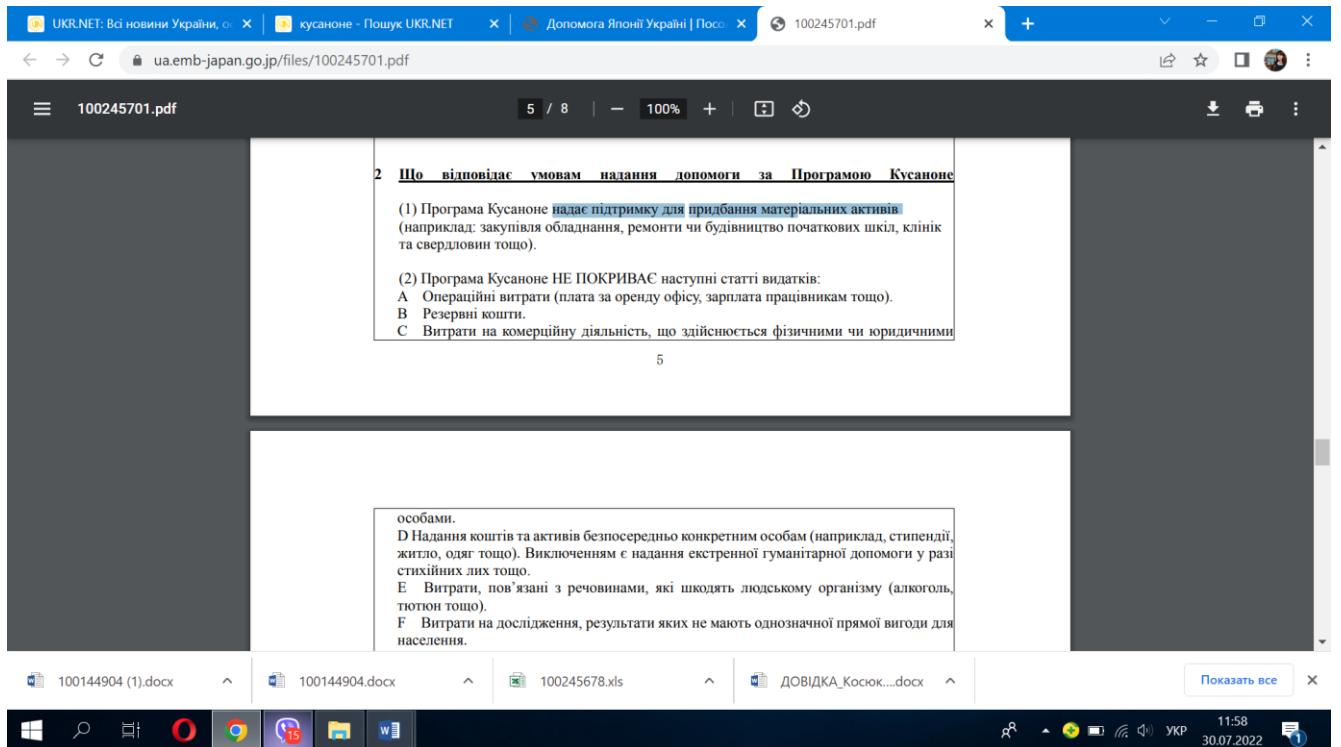 UKR.NET: Всі новини України, ос
кусаноне - Пошук UKR.NET
Допомога Японії Україні | Посо
100245701.pdf
ua.emb-japan.go.jp/files/100245701.pdf
100245701.pdf
5 / 8
100%
2 Що відповідає умовам надання допомоги за Програмою Кусаноне
(1) Програма Кусаноне надає підтримку для придбання матеріальних активів
(наприклад: закупівля обладнання, ремонти чи будівництво початкових шкіл, клінік
та свердловин тощо).
(2) Програма Кусаноне НЕ ПОКРИВАЄ наступні статті видатків:
A Операційні витрати (плата за оренду офісу, зарплата працівникам тощо).
B Резервні кошти.
C Витрати на комерційну діяльність, що здійснюється фізичними чи юридичними
5
особами.
D Надання коштів та активів безпосередньо конкретним особам (наприклад, стипендії,
житло, одяг тощо). Виключенням є надання екстренної гуманітарної допомоги у разі
стихійних лих тощо.
E Витрати, пов’язані з речовинами, які шкодять людському організму (алкоголь,
тютюн тощо).
F Витрати на дослідження, результати яких не мають однозначної прямої вигоди для
населення.
100144904 (1).docx
100144904.docx
100245678.xls
ДОВІДКА_Косюк....docx
Показать все
15
УКР
11:58
30.07.2022
1